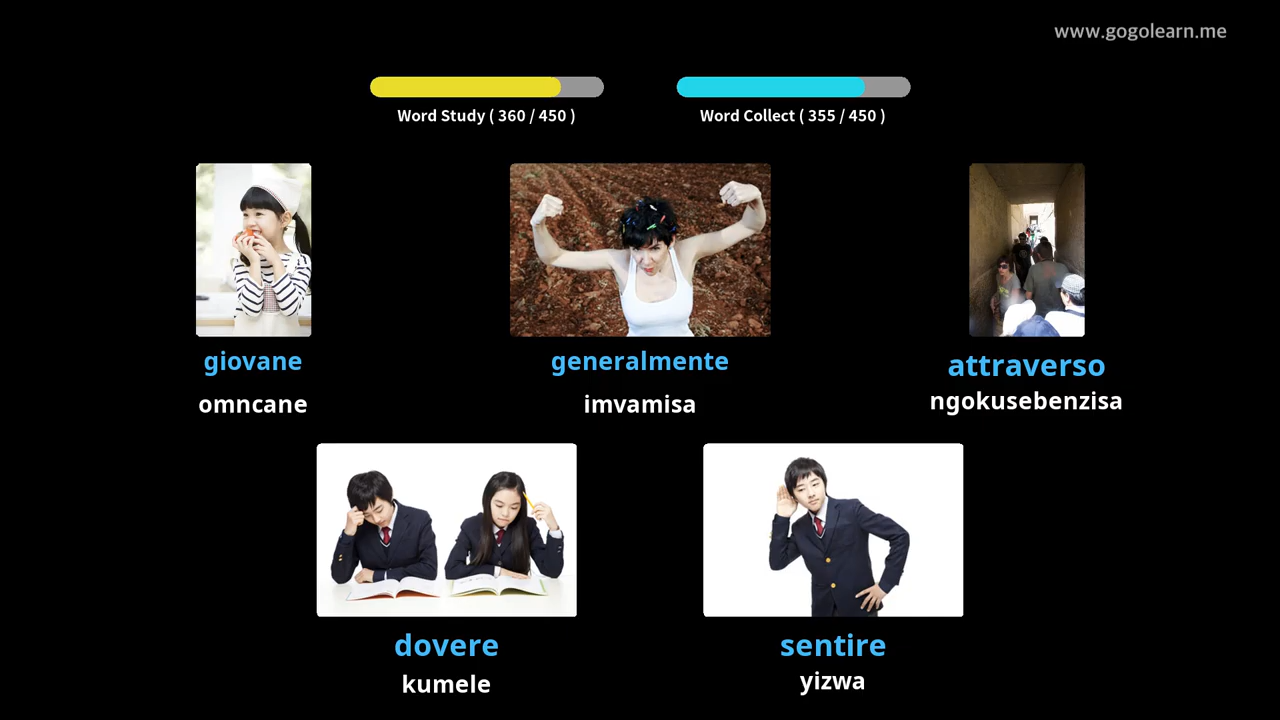 www.gogolearn.me
Word Study ( 360 / 450 )
Word Collect ( 355 / 450 )
giovane
omncane
generalmente
imvamisa
attraverso
ngokusebenzisa
dovere
kumele
sentire
yizwa